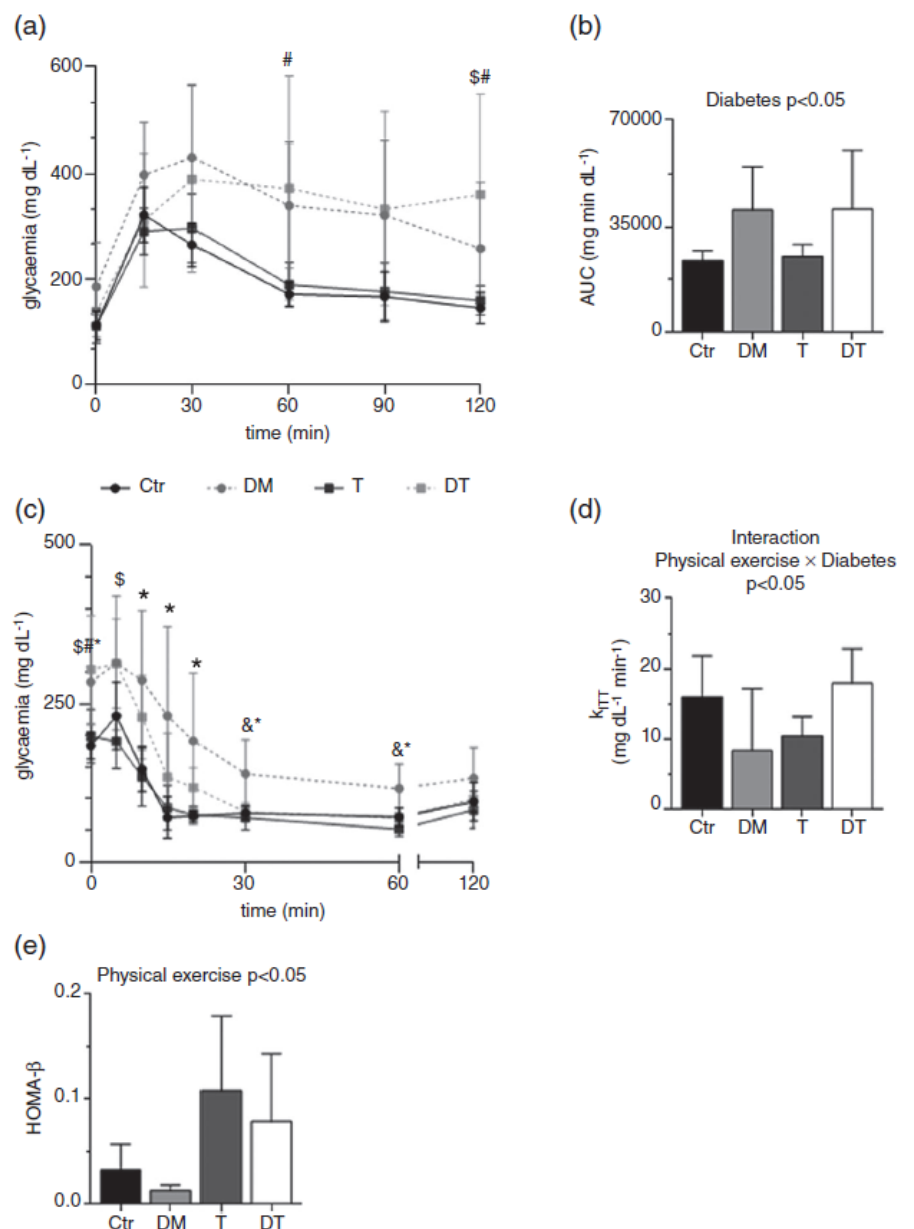 (a)
600
400
200
0
glycaemia (mg dL-1)
#
$#
0 30 60 90 120
time (min)
(b)
Diabetes p<0.05
70000
35000
0
AUC (mg min dL-1)
Ctr DM T DT
Ctr DM T DT
(c)
500
250
0
glycaemia (mg dL-1)
$#*
$
*
*
*
&*
&*
0 30 60 120
time (min)
(d)
Interaction
Physical exercise × Diabetes
p<0.05
30
20
10
0
kITT
(mg dL-1 min-1)
Ctr DM T DT
(e)
Physical exercise p<0.05
0.2
0.1
0.0
HOMA-β
Ctr DM T DT